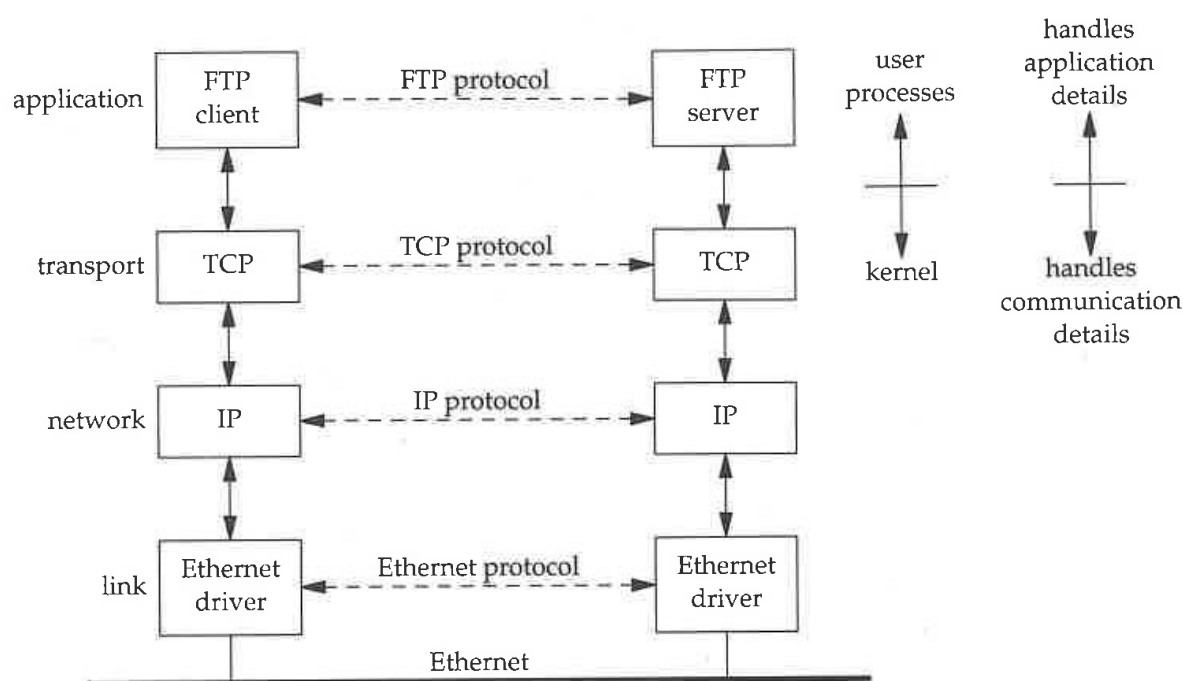 handles
application
details
user
processes
application
FTP
client
FTP protocol
FTP
server
transport
TCP
TCP protocol
TCP
kernel
handles
communication
details
network
IP
IP protocol
IP
link
Ethernet
driver
Ethernet protocol
Ethernet
driver
Ethernet